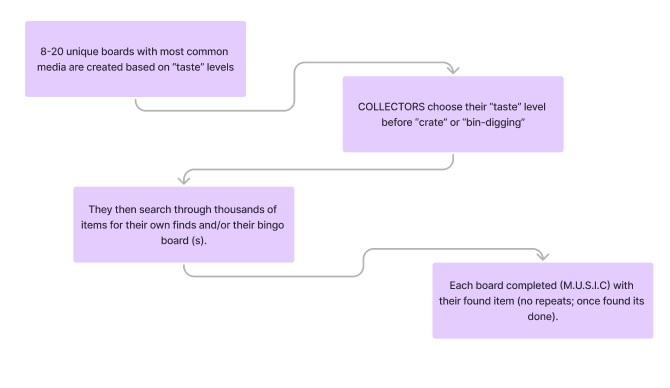 8-20 unique boards with most common
media are created based on “taste” levels
COLLECTORS choose their “taste” level
before “crate” or “bin-digging”
They then search through thousands of
items for their own finds and/or their bingo
board (s).
Each board completed (M.U.S.I.C) with
their found item (no repeats; once found its
done).